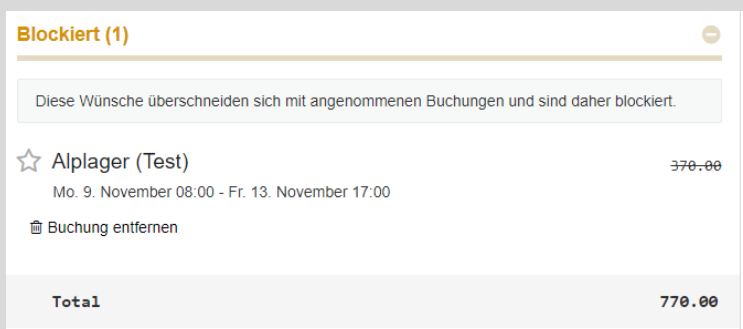 Blockiert (1)
Diese Wünsche überschneiden sich mit angenommenen Buchungen und sind daher blockiert.
Alplager (Test) 370.00
Mo. 9. November 08:00 - Fr. 13. November 17:00
Buchung entfernen
Total 770.00